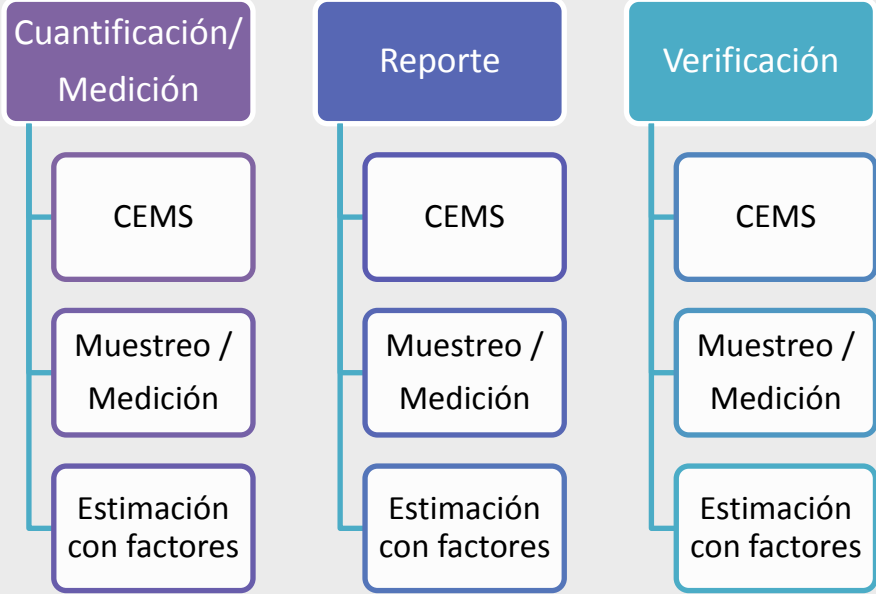 Cuantificación/
Medición
CEMS
Muestreo /
Medición
Estimación
con factores
Reporte
CEMS
Muestreo /
Medición
Estimación
con factores
Verificación
CEMS
Muestreo /
Medición
Estimación
con factores